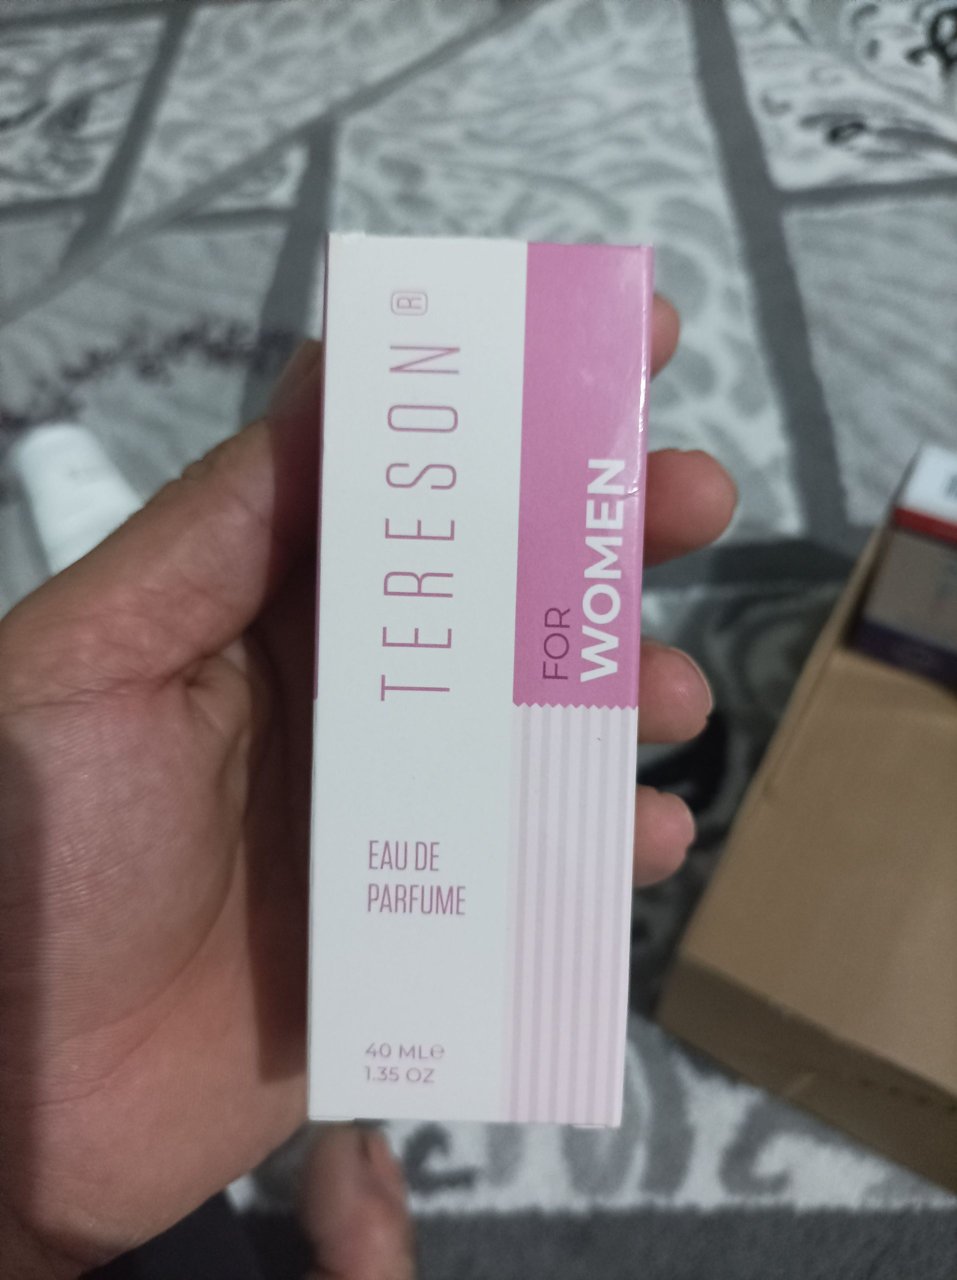 TERESON ®
FOR
WOMEN
EAU DE
PARFUME
40 ML℮
1.35 OZ